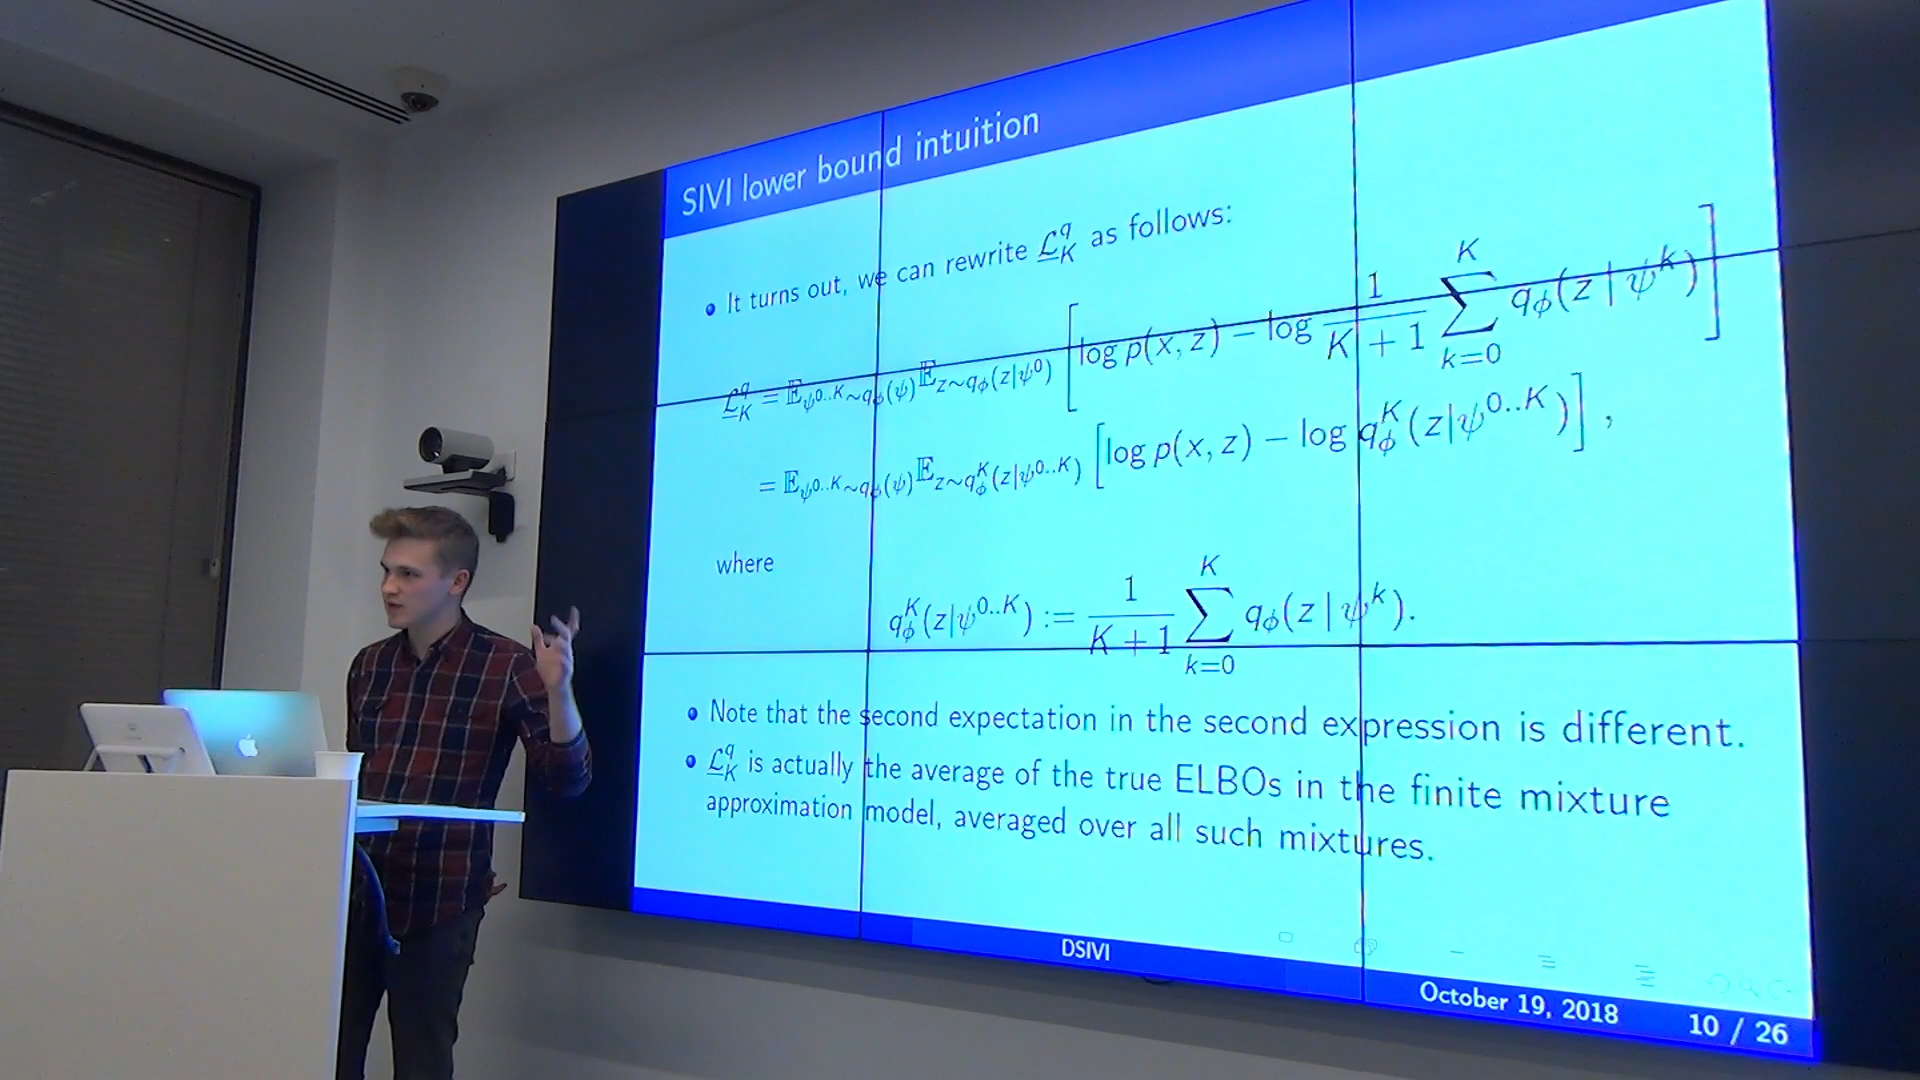 SIVI lower bound intuition
• It turns out, we can rewrite $\underline{\mathcal{L}}_K^q$ as follows:
$\underline{\mathcal{L}}_K^q = \mathbb{E}_{\psi^{0..K} \sim q_\phi(\psi)} \mathbb{E}_{z \sim q_\phi(z|\psi^0)} \left[ \log p(x, z) - \log \frac{1}{K+1} \sum_{k=0}^{K} q_\phi(z \mid \psi^k) \right]$
$= \mathbb{E}_{\psi^{0..K} \sim q_\phi(\psi)} \mathbb{E}_{z \sim q_\phi^K(z|\psi^{0..K})} \left[ \log p(x, z) - \log q_\phi^K(z|\psi^{0..K}) \right],$
where
$q_\phi^K(z|\psi^{0..K}) := \frac{1}{K+1} \sum_{k=0}^{K} q_\phi(z \mid \psi^k).$
• Note that the second expectation in the second expression is different.
• $\underline{\mathcal{L}}_K^q$ is actually the average of the true ELBOs in the finite mixture
approximation model, averaged over all such mixtures.
DSIVI
October 19, 2018
10 / 26